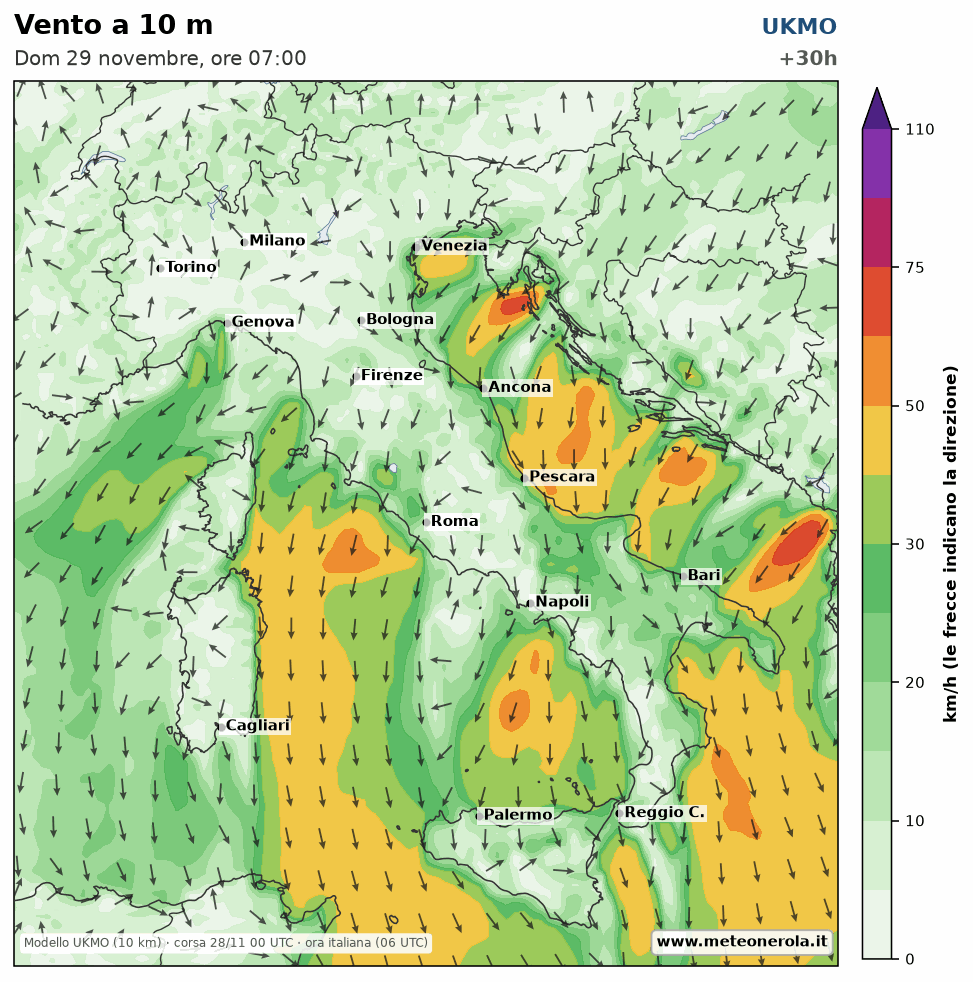 Vento a 10 m
UKMO
Dom 29 novembre, ore 07:00
+30h
110
Venezia
Milano
Torino
75
Genova
Bologna
Firenze
Ancona
50
Pescara
Roma
30
Bari
Napoli
20
Cagliari
Palermo
Reggio C.
10
Modello UKMO (10 km) · corsa 28/11 00 UTC · ora italiana (06 UTC)
www.meteonerola.it
0
km/h (le frecce indicano la direzione)